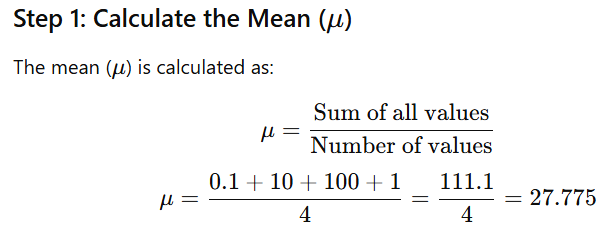 Step 1: Calculate the Mean (μ)
The mean (μ) is calculated as:
μ = Sum of all values / Number of values
μ = 0.1 + 10 + 100 + 1 / 4 = 111.1 / 4 = 27.775